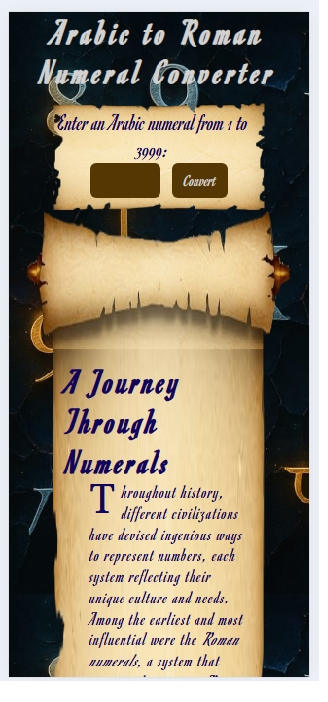 Arabic to Roman
Numeral Converter
Enter an Arabic numeral from 1 to
3999:
Convert
A Journey
Through
Numerals
Throughout history,
different civilizations
have devised ingenious ways
to represent numbers, each
system reflecting their
unique culture and needs.
Among the earliest and most
influential were the Roman
numerals, a system that